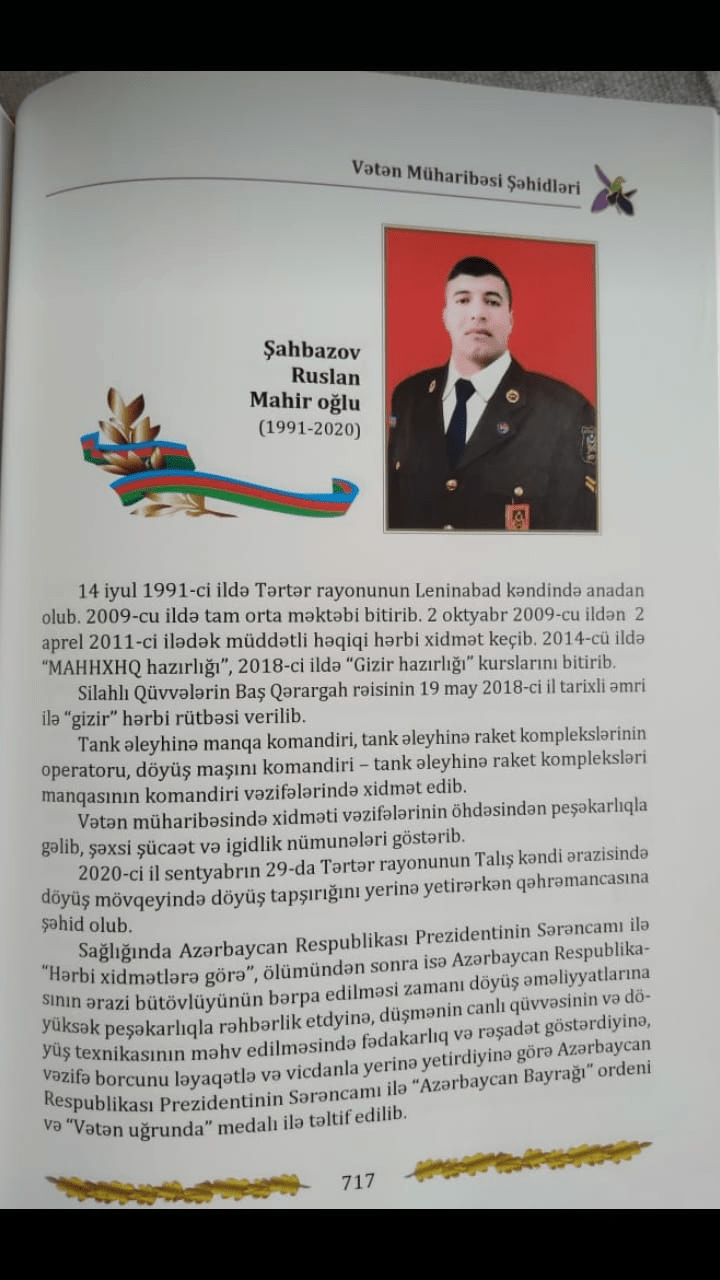 Vətən Müharibəsi Şəhidləri
Şahbazov
Ruslan
Mahir oğlu
(1991-2020)
14 iyul 1991-ci ildə Tərtər rayonunun Leninabad kəndində anadan
olub. 2009-cu ildə tam orta məktəbi bitirib. 2 oktyabr 2009-cu ildən 2
aprel 2011-ci ilədək müddətli həqiqi hərbi xidmət keçib. 2014-cü ildə
“MAHHXHQ hazırlığı”, 2018-ci ildə “Gizir hazırlığı” kurslarını bitirib.
Silahlı Qüvvələrin Baş Qərargah rəisinin 19 may 2018-ci il tarixli əmri
ilə “gizir” hərbi rütbəsi verilib.
Tank əleyhinə manqa komandiri, tank əleyhinə raket komplekslərinin
operatoru, döyüş maşını komandiri – tank əleyhinə raket kompleksləri
manqasının komandiri vəzifələrində xidmət edib.
Vətən müharibəsində xidməti vəzifələrinin öhdəsindən peşəkarlıqla
gəlib, şəxsi şücaət və igidlik nümunələri göstərib.
2020-ci il sentyabrın 29-da Tərtər rayonunun Talış kəndi ərazisində
döyüş mövqeyində döyüş tapşırığını yerinə yetirərkən qəhrəmancasına
şəhid olub.
Sağlığında Azərbaycan Respublikası Prezidentinin Sərəncamı ilə
“Hərbi xidmətlərə görə”, ölümündən sonra isə Azərbaycan Respublika-
sının ərazi bütövlüyünün bərpa edilməsi zamanı döyüş əməliyyatlarına
yüksək peşəkarlıqla rəhbərlik etdyinə, düşmənin canlı qüvvəsinin və dö-
yüş texnikasının məhv edilməsində fədakarlıq və rəşadət göstərdiyinə,
vəzifə borcunu ləyaqətlə və vicdanla yerinə yetirdiyinə görə Azərbaycan
Respublikası Prezidentinin Sərəncamı ilə “Azərbaycan Bayrağı” ordeni
və “Vətən uğrunda” medalı ilə təltif edilib.
717